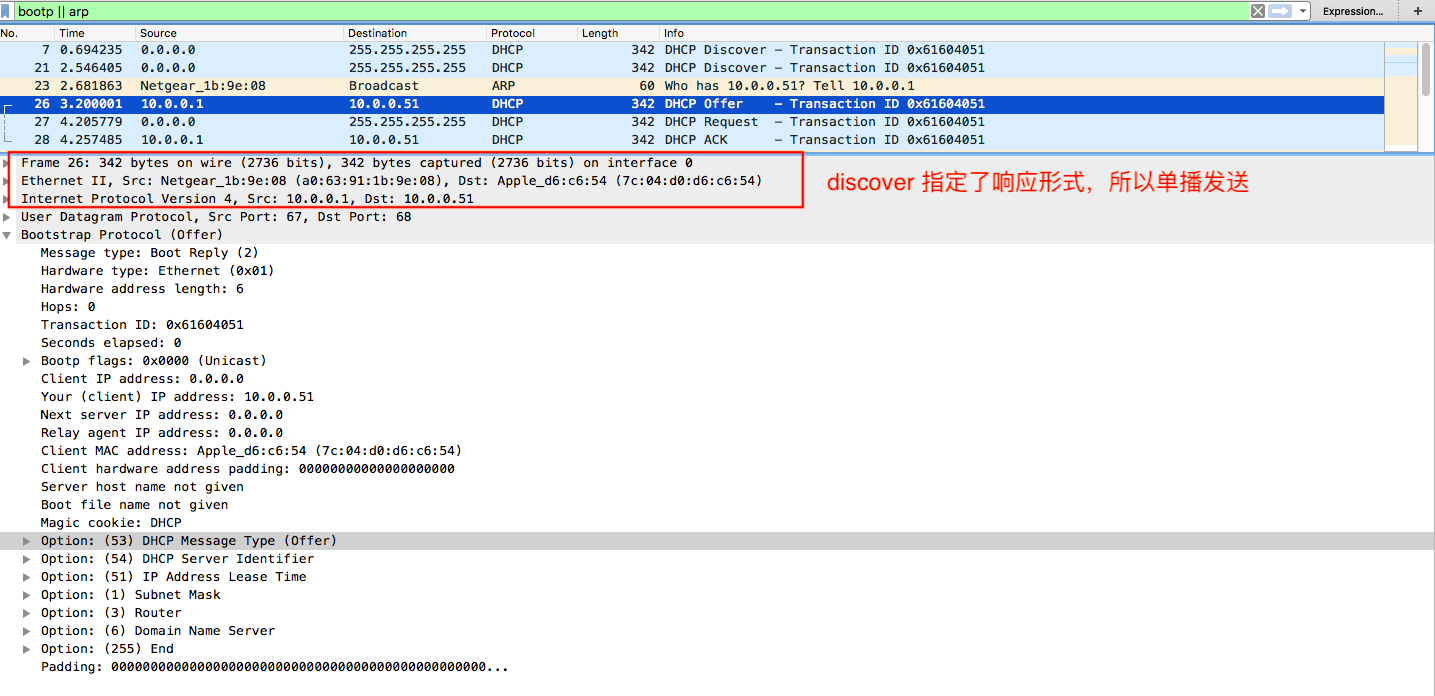 bootp || arp Expression... +
No. Time Source Destination Protocol Length Info
7 0.694235 0.0.0.0 255.255.255.255 DHCP 342 DHCP Discover – Transaction ID 0x61604051
21 2.546405 0.0.0.0 255.255.255.255 DHCP 342 DHCP Discover – Transaction ID 0x61604051
23 2.681863 Netgear_1b:9e:08 Broadcast ARP 60 Who has 10.0.0.51? Tell 10.0.0.1
26 3.200001 10.0.0.1 10.0.0.51 DHCP 342 DHCP Offer – Transaction ID 0x61604051
27 4.205779 0.0.0.0 255.255.255.255 DHCP 342 DHCP Request – Transaction ID 0x61604051
28 4.257485 10.0.0.1 10.0.0.51 DHCP 342 DHCP ACK – Transaction ID 0x61604051
Frame 26: 342 bytes on wire (2736 bits), 342 bytes captured (2736 bits) on interface 0
Ethernet II, Src: Netgear_1b:9e:08 (a0:63:91:1b:9e:08), Dst: Apple_d6:c6:54 (7c:04:d0:d6:c6:54)
discover 指定了响应形式，所以单播发送
Internet Protocol Version 4, Src: 10.0.0.1, Dst: 10.0.0.51
User Datagram Protocol, Src Port: 67, Dst Port: 68
Bootstrap Protocol (Offer)
Message type: Boot Reply (2)
Hardware type: Ethernet (0x01)
Hardware address length: 6
Hops: 0
Transaction ID: 0x61604051
Seconds elapsed: 0
Bootp flags: 0x0000 (Unicast)
Client IP address: 0.0.0.0
Your (client) IP address: 10.0.0.51
Next server IP address: 0.0.0.0
Relay agent IP address: 0.0.0.0
Client MAC address: Apple_d6:c6:54 (7c:04:d0:d6:c6:54)
Client hardware address padding: 00000000000000000000
Server host name not given
Boot file name not given
Magic cookie: DHCP
Option: (53) DHCP Message Type (Offer)
Option: (54) DHCP Server Identifier
Option: (51) IP Address Lease Time
Option: (1) Subnet Mask
Option: (3) Router
Option: (6) Domain Name Server
Option: (255) End
Padding: 000000000000000000000000000000000000000000000000...